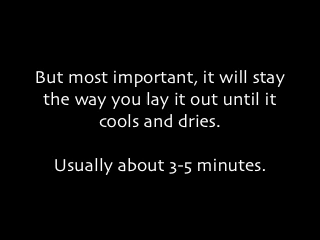 But most important, it will stay
the way you lay it out until it
cools and dries.
Usually about 3-5 minutes.